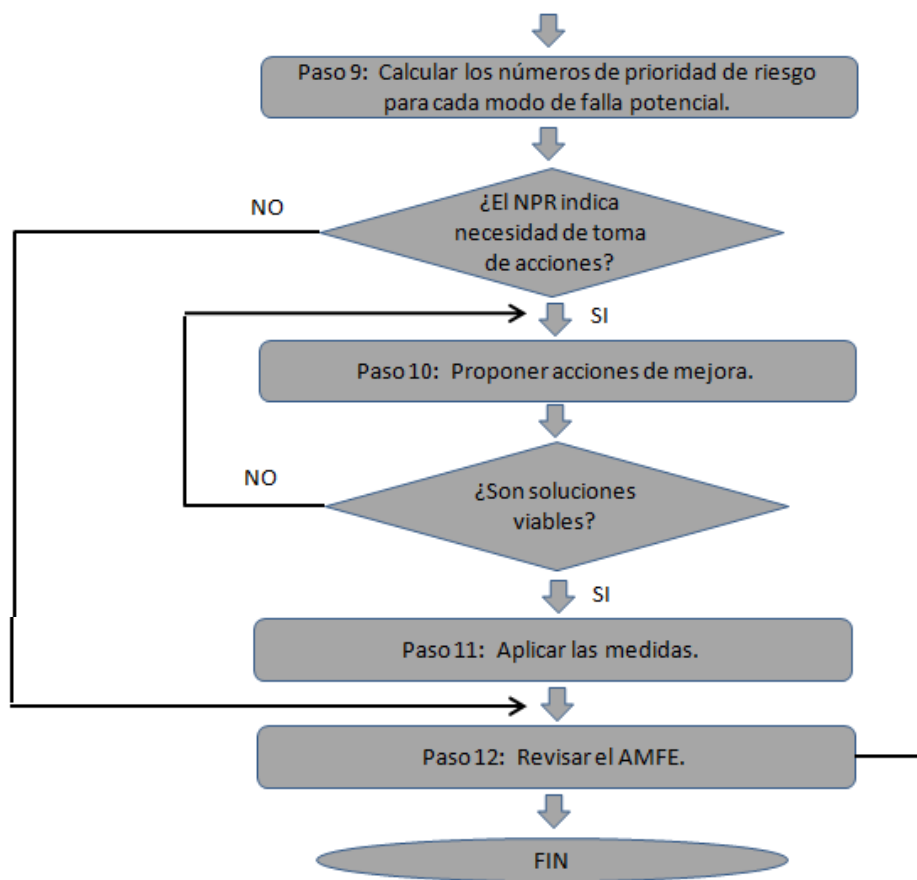 Paso 9: Calcular los números de prioridad de riesgo
para cada modo de falla potencial.
NO
¿El NPR indica
necesidad de toma
de acciones?
SI
Paso 10: Proponer acciones de mejora.
NO
¿Son soluciones
viables?
SI
Paso 11: Aplicar las medidas.
Paso 12: Revisar el AMFE.
FIN